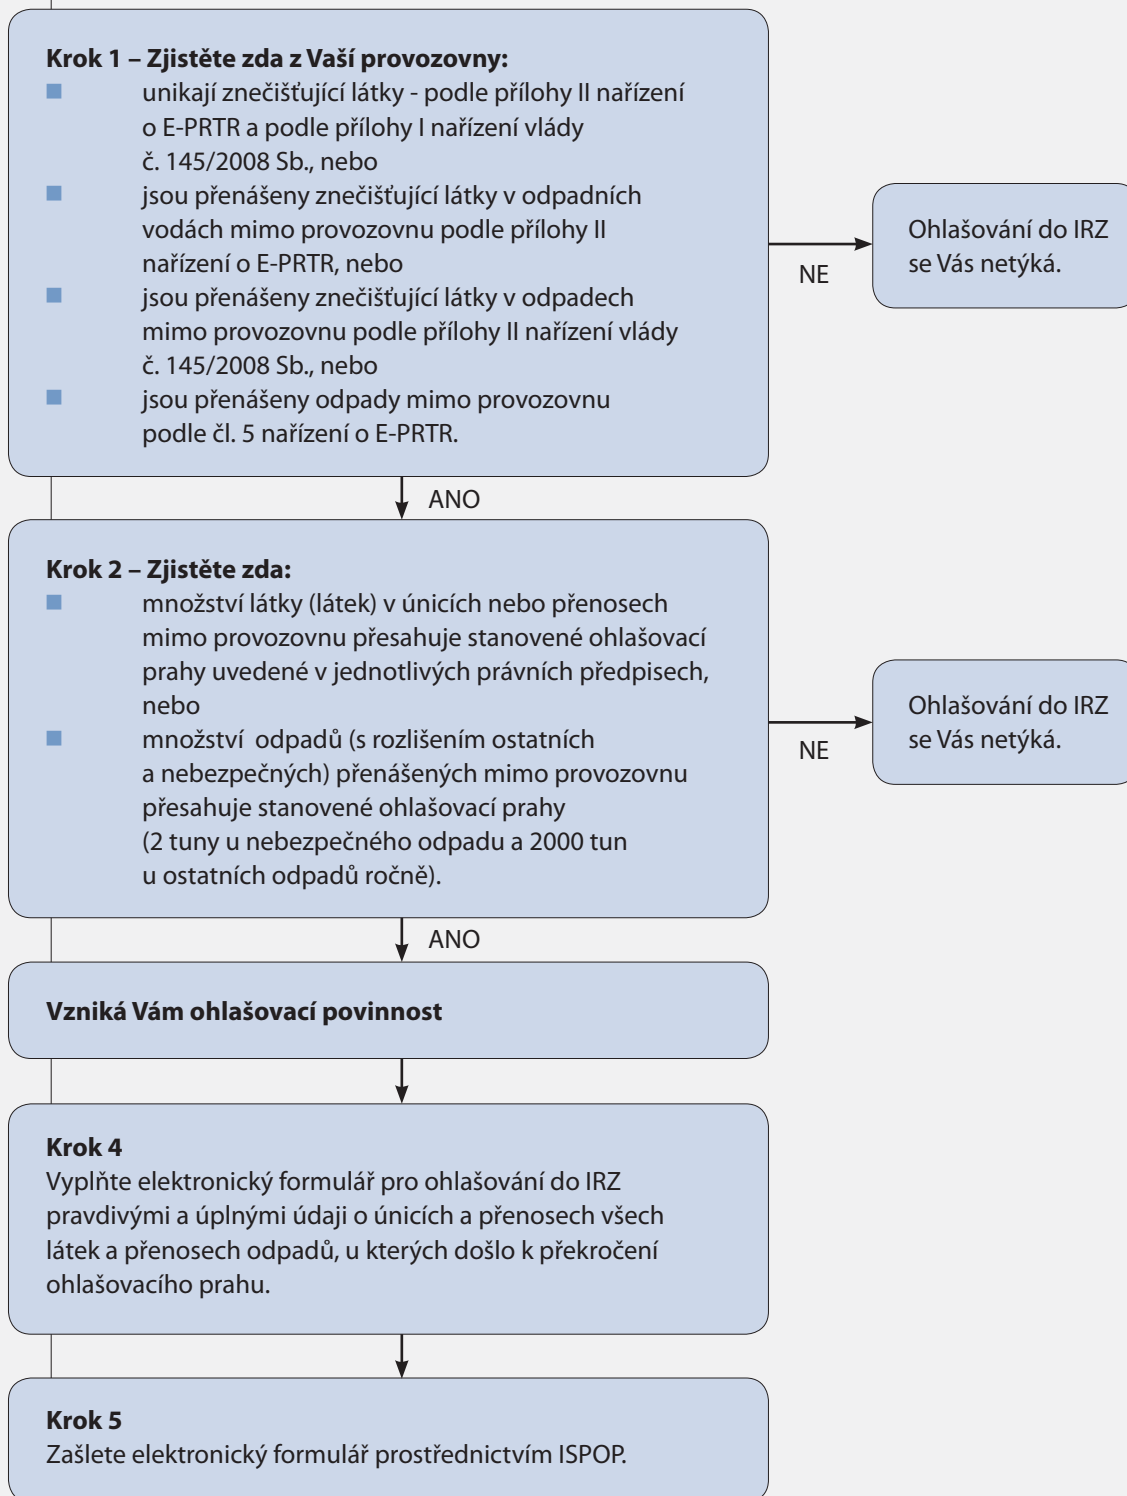 Krok 1 – Zjistěte zda z Vaší provozovny:
■ unikají znečišťující látky - podle přílohy II nařízení
o E-PRTR a podle přílohy I nařízení vlády
č. 145/2008 Sb., nebo
■ jsou přenášeny znečišťující látky v odpadních
vodách mimo provozovnu podle přílohy II
nařízení o E-PRTR, nebo
■ jsou přenášeny znečišťující látky v odpadech
mimo provozovnu podle přílohy II nařízení vlády
č. 145/2008 Sb., nebo
■ jsou přenášeny odpady mimo provozovnu
podle čl. 5 nařízení o E-PRTR.
NE
Ohlašování do IRZ
se Vás netýká.
ANO
Krok 2 – Zjistěte zda:
■ množství látky (látek) v únicích nebo přenosech
mimo provozovnu přesahuje stanovené ohlašovací
prahy uvedené v jednotlivých právních předpisech,
nebo
■ množství odpadů (s rozlišením ostatních
a nebezpečných) přenášených mimo provozovnu
přesahuje stanovené ohlašovací prahy
(2 tuny u nebezpečného odpadu a 2000 tun
u ostatních odpadů ročně).
NE
Ohlašování do IRZ
se Vás netýká.
ANO
Vzniká Vám ohlašovací povinnost
Krok 4
Vyplňte elektronický formulář pro ohlašování do IRZ
pravdivými a úplnými údaji o únicích a přenosech všech
látek a přenosech odpadů, u kterých došlo k překročení
ohlašovacího prahu.
Krok 5
Zašlete elektronický formulář prostřednictvím ISPOP.